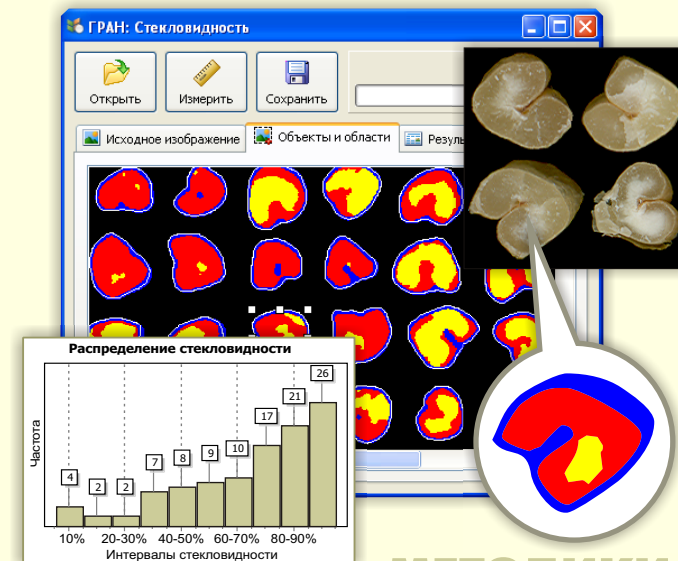 ГРАН: Стекловидность
Открыть
Измерить
Сохранить
Исходное изображение
Объекты и области
Резуль
Распределение стекловидности
Частота
4
2
2
7
8
9
10
17
21
26
10% 20-30% 40-50% 60-70% 80-90%
Интервалы стекловидности